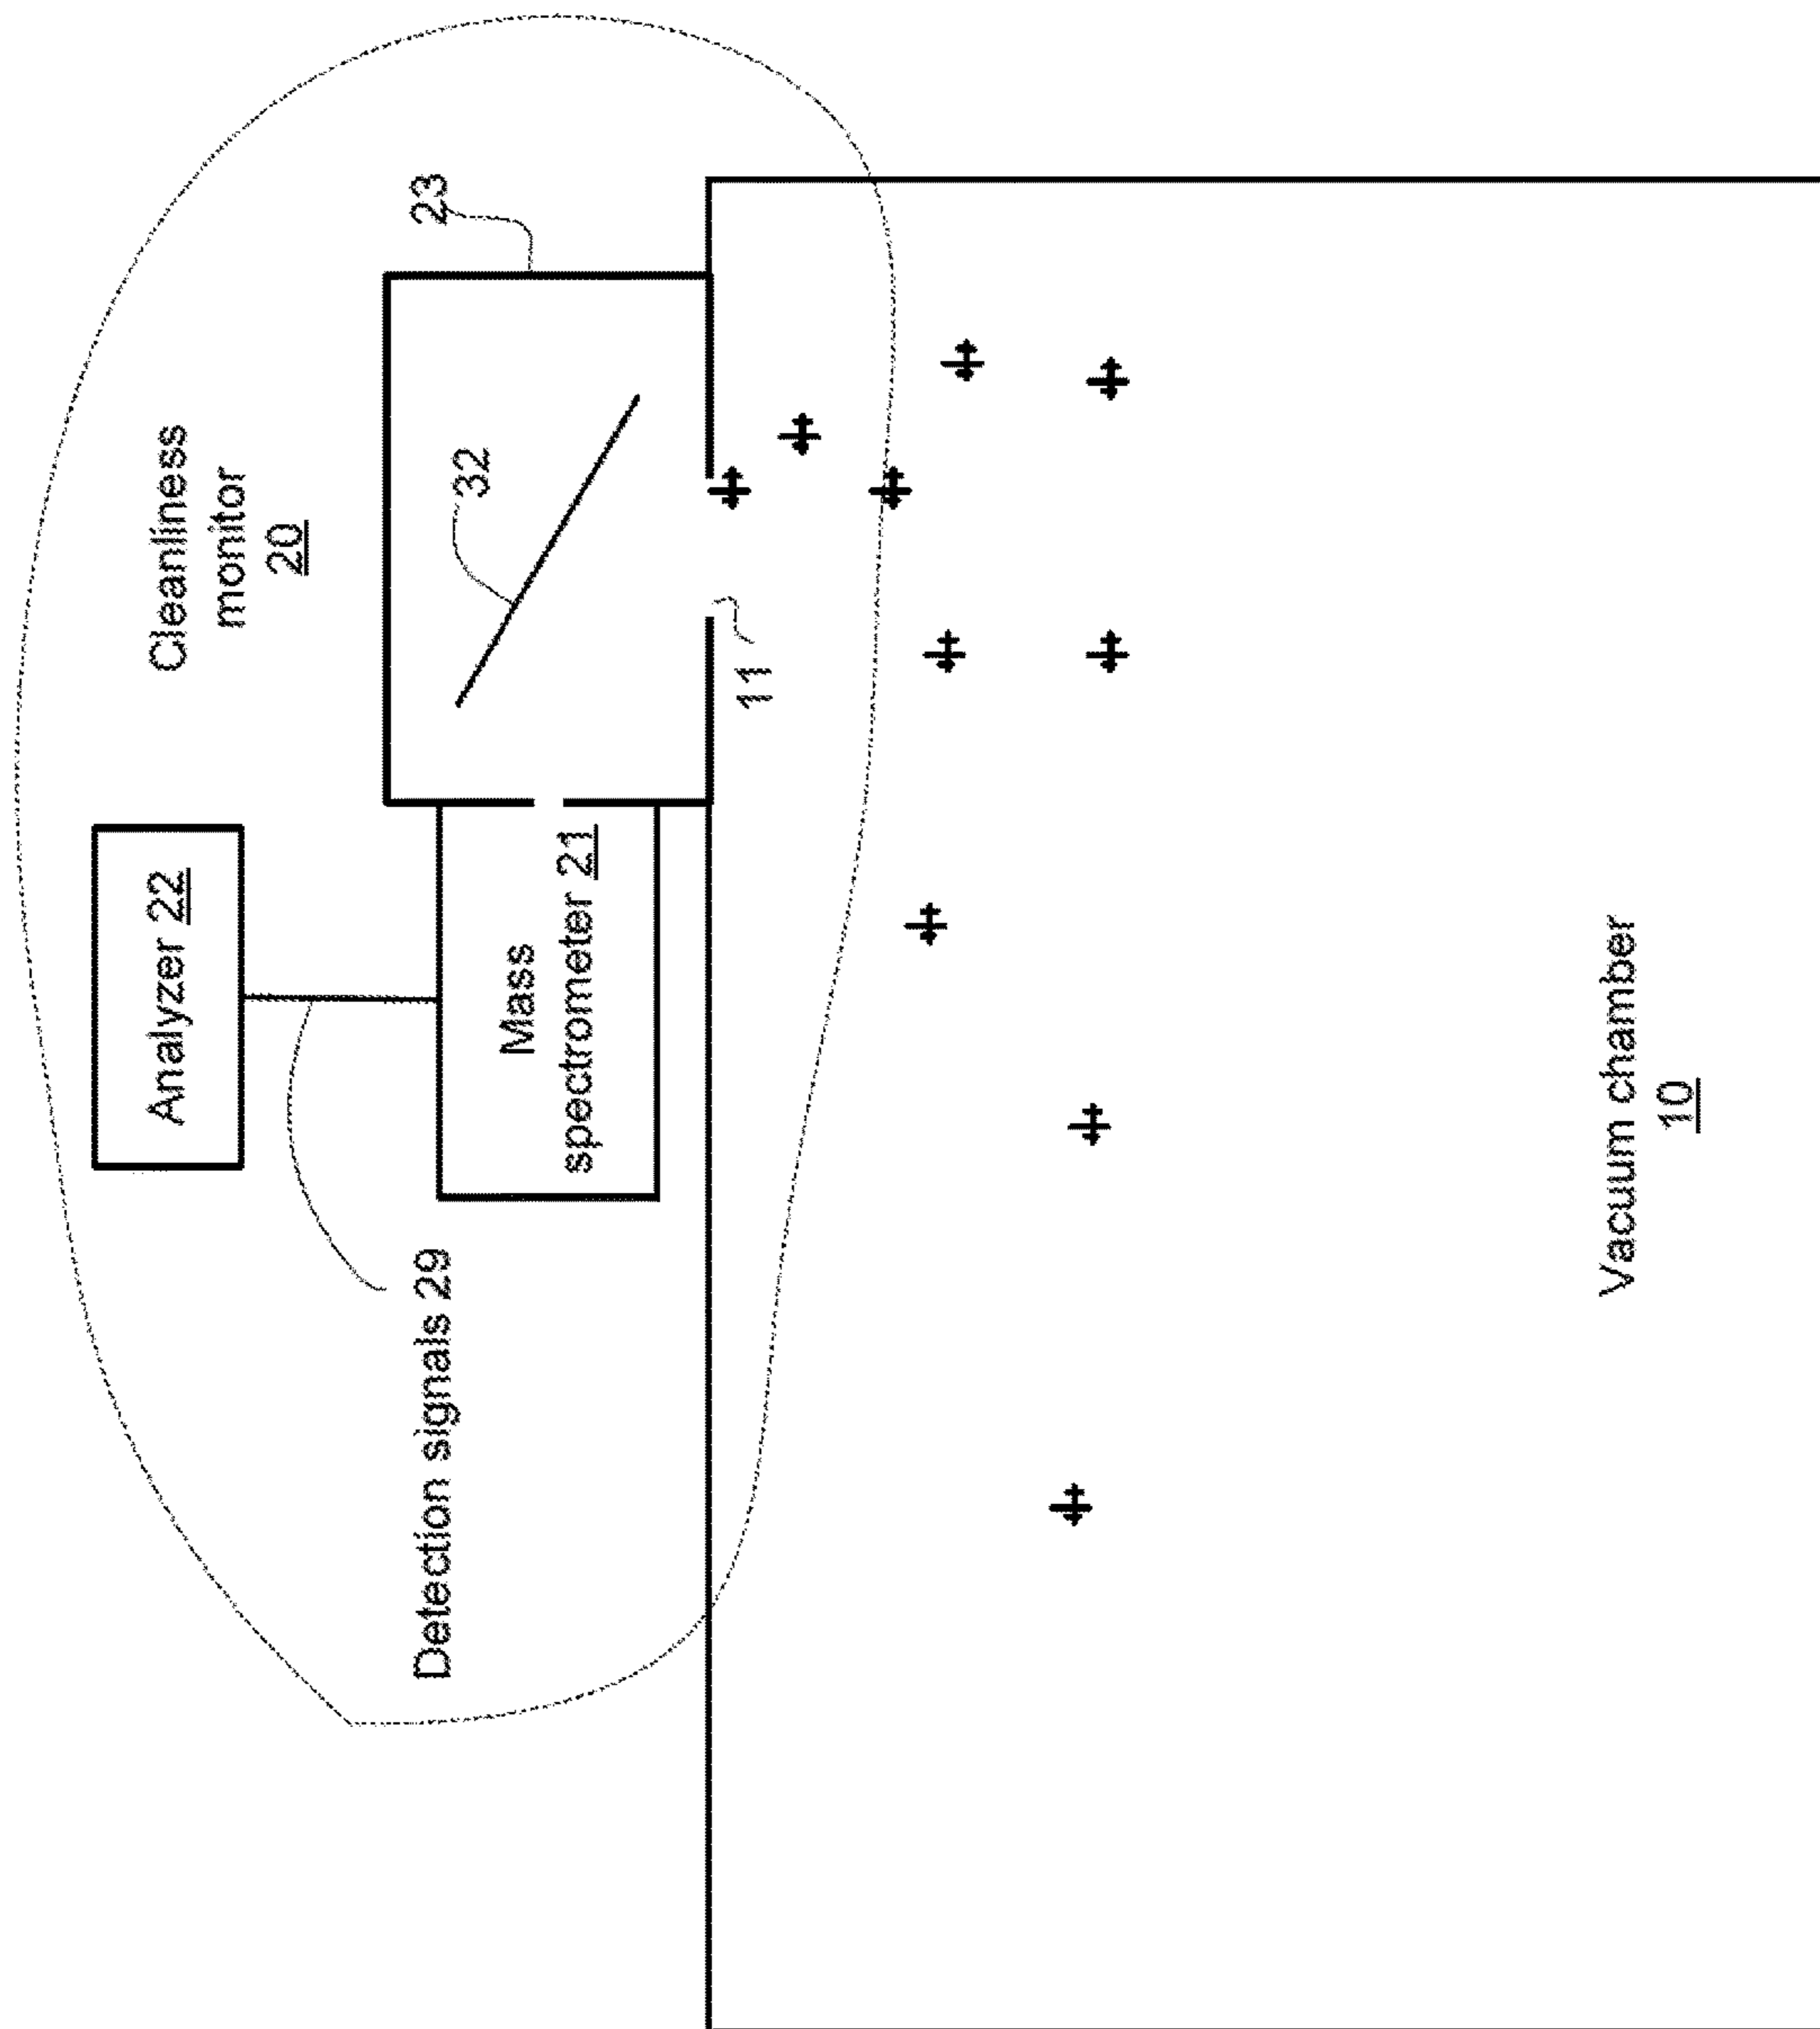 Cleanliness
monitor
20
23
Analyzer 22
32
Mass
spectrometer 21
Detection signals 29
11
Vacuum chamber
10